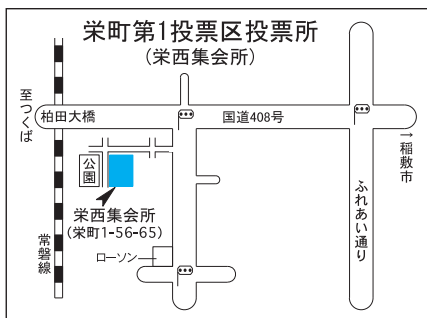 栄町第1投票区投票所
(栄西集会所)
至つくば
柏田大橋
国道408号
→稲敷市
公園
栄西集会所
(栄町1-56-65)
ふれあい通り
ローソン
常磐線